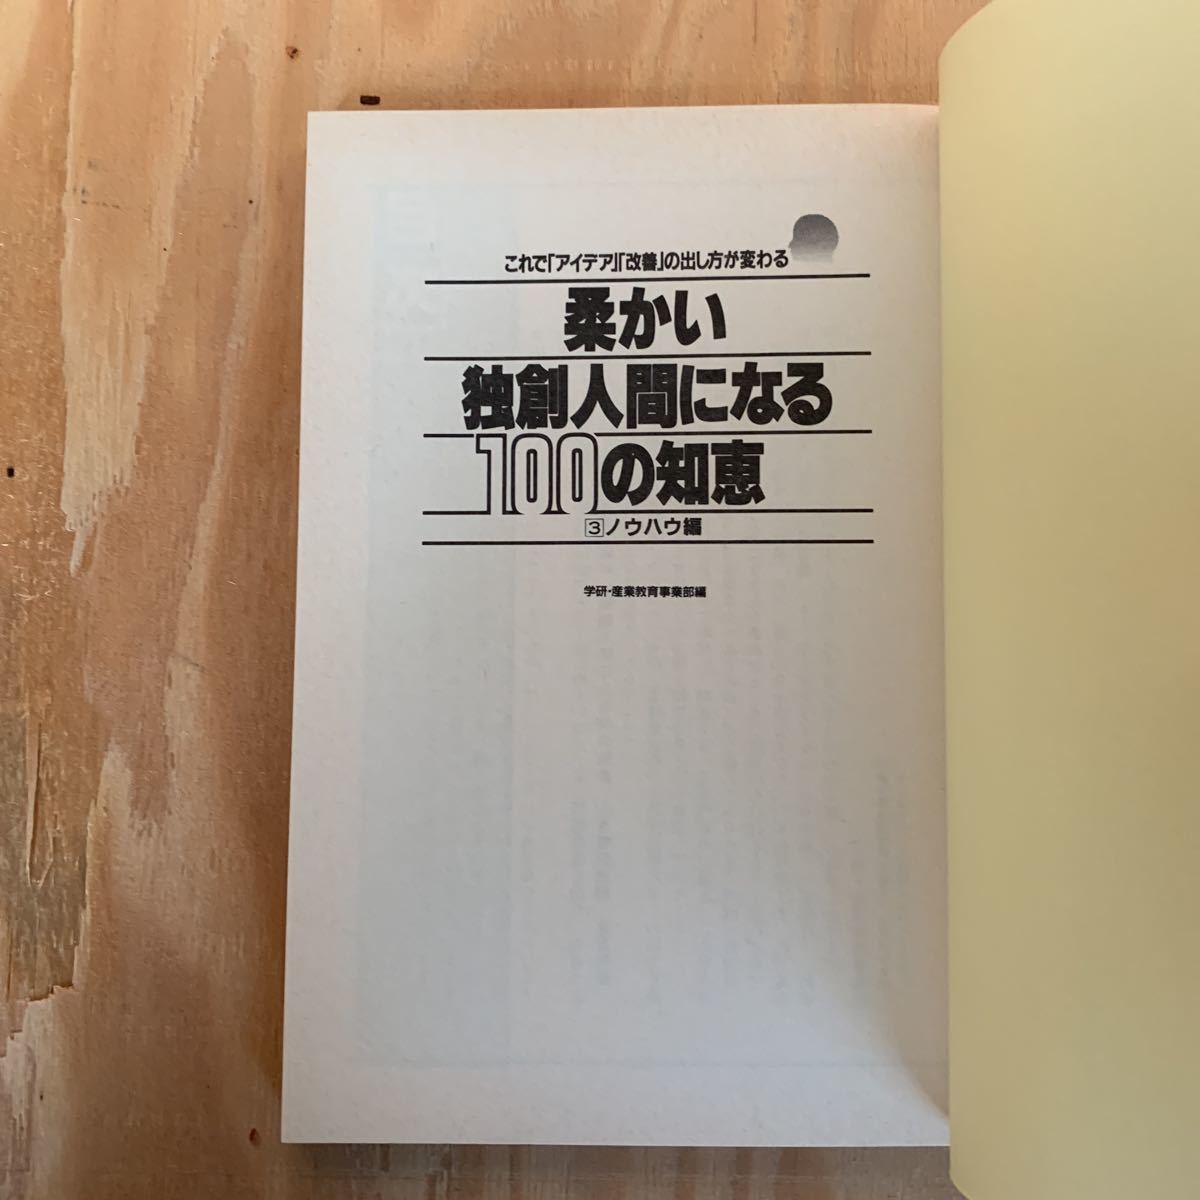 これで「アイデア」「改善」の出し方が変わる
柔かい
独創人間になる
100の知恵
3ノウハウ編
学研・産業教育事業部編